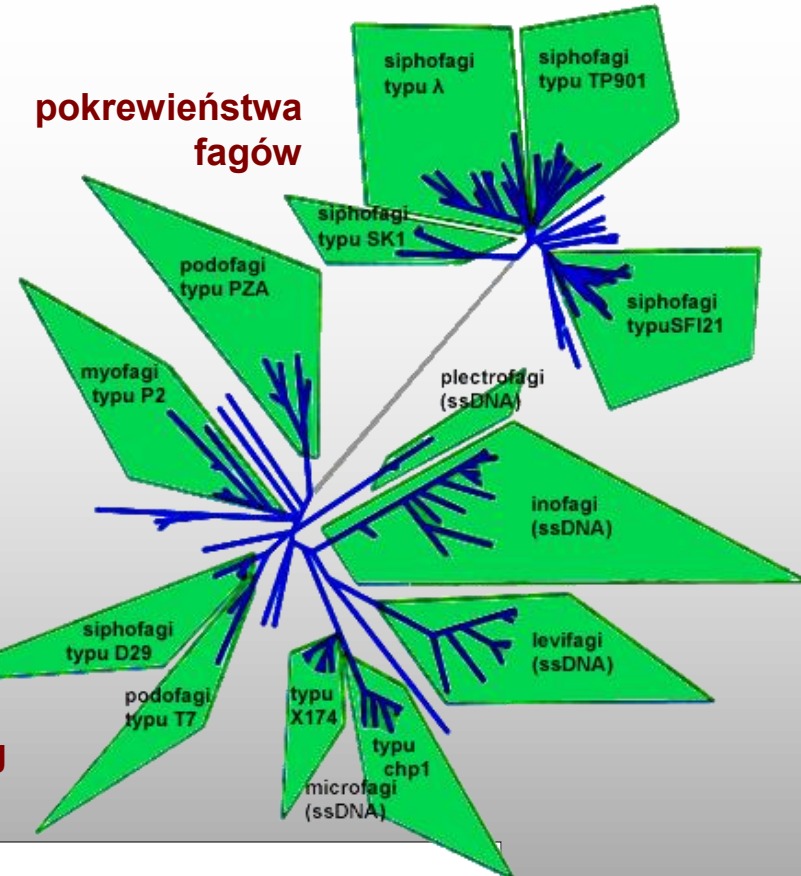 pokrewieństwa
fagów
siphofagi
typu λ
siphofagi
typu TP901
siphofagi
typu SK1
podofagi
typu PZA
siphofagi
typuSFI21
myofagi
typu P2
plectrofagi
(ssDNA)
inofagi
(ssDNA)
siphofagi
typu D29
levifagi
(ssDNA)
podofagi
typu T7
typu
X174
typu
chp1
microfagi
(ssDNA)